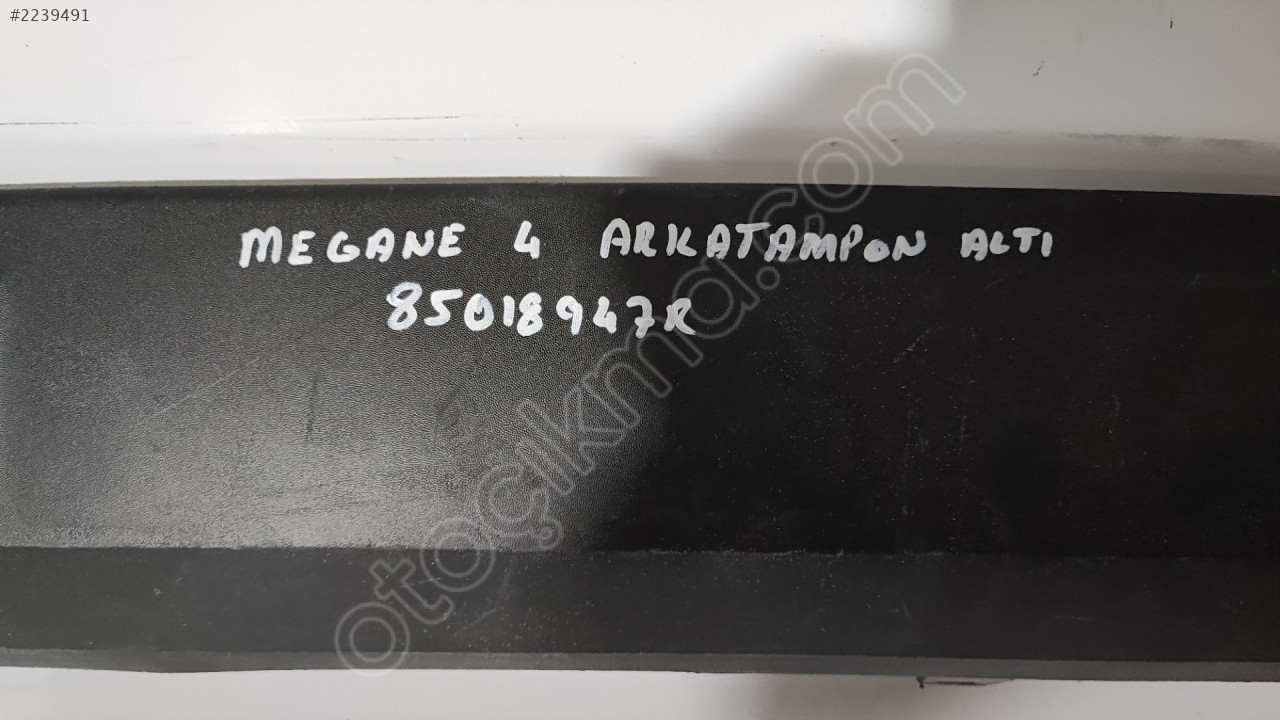 #2239491
MEGANE 4 ARKATAMPON ALTI
85018947R
otoçıkma.com